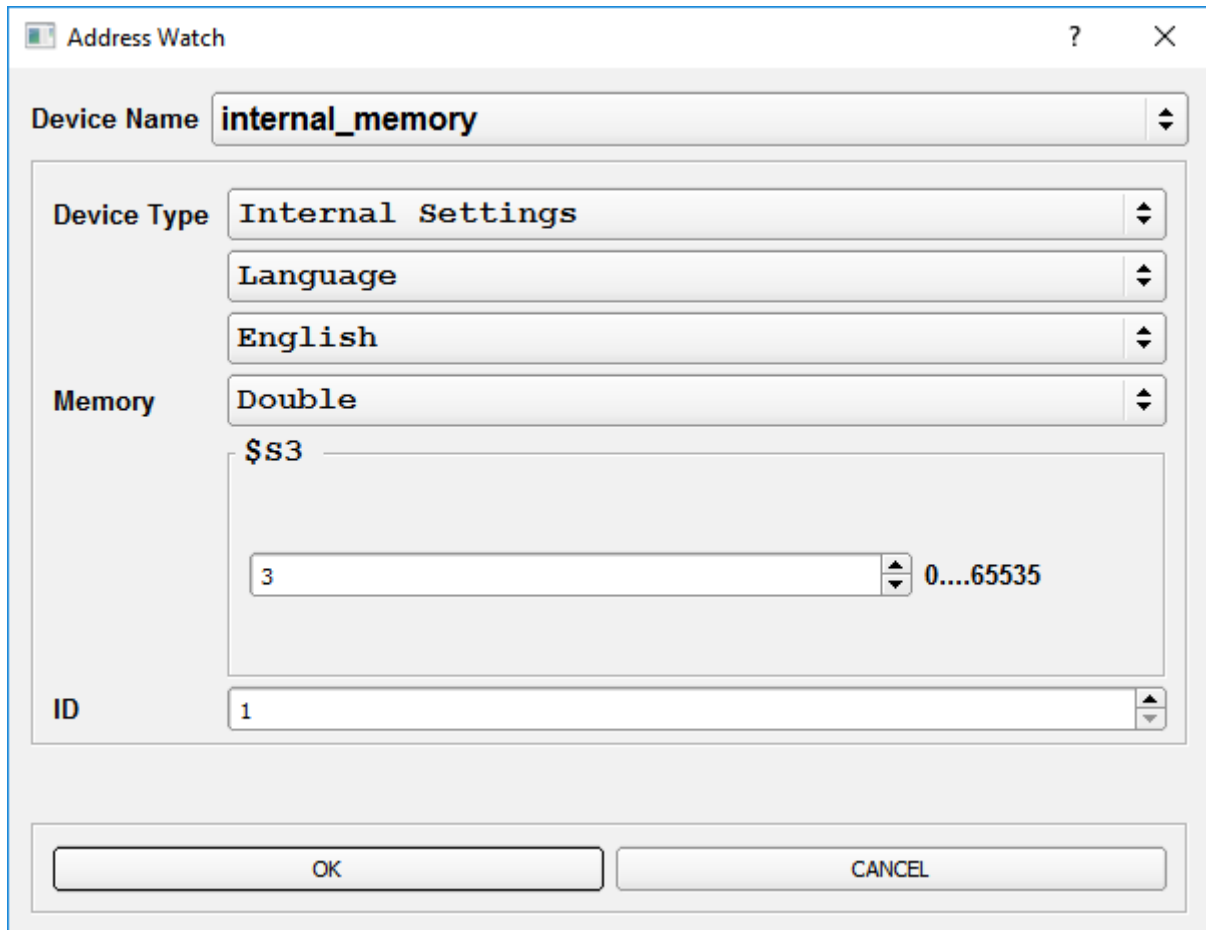 Address Watch ?
Device Name internal_memory
Device Type Internal Settings
Language
English
Memory Double
$S3
3 0....65535
ID 1
OK CANCEL